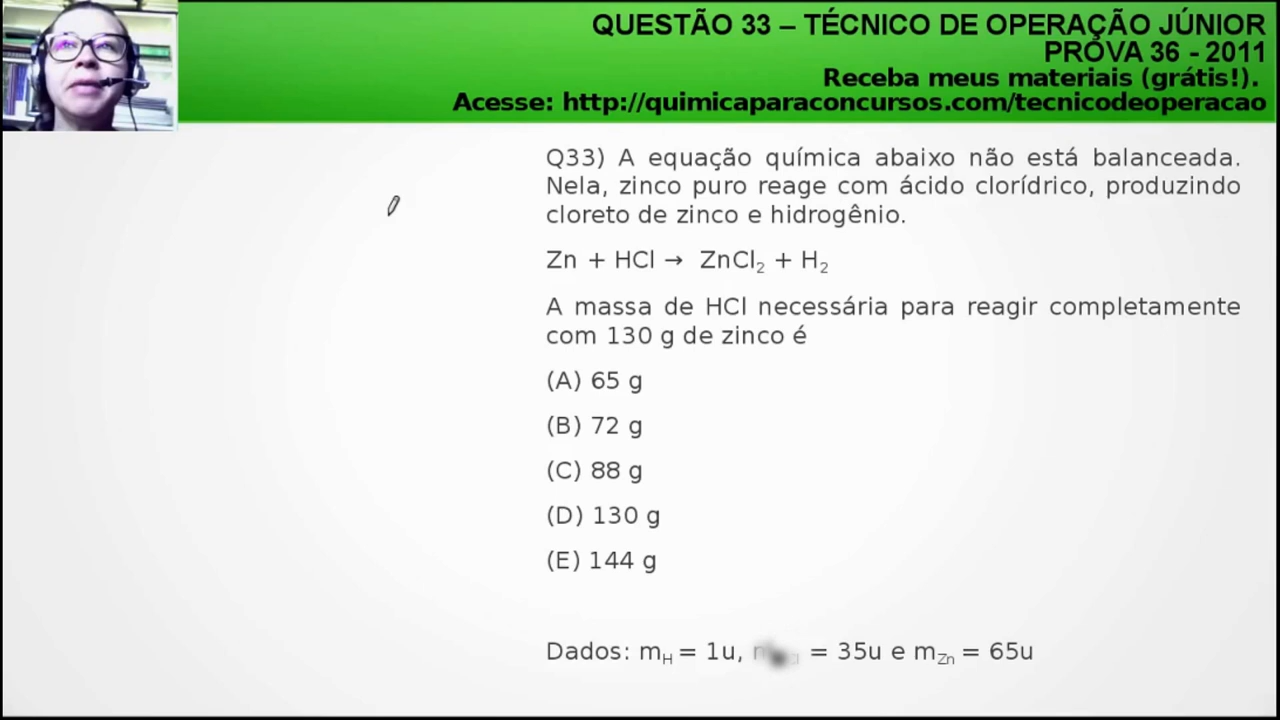 QUESTÃO 33 – TÉCNICO DE OPERAÇÃO JÚNIOR
PROVA 36 - 2011
Receba meus materiais (grátis!).
Acesse: http://quimicaparaconcursos.com/tecnicodeoperacao
Q33) A equação química abaixo não está balanceada.
Nela, zinco puro reage com ácido clorídrico, produzindo
cloreto de zinco e hidrogênio.
Zn + HCl → ZnCl₂ + H₂
A massa de HCl necessária para reagir completamente
com 130 g de zinco é
(A) 65 g
(B) 72 g
(C) 88 g
(D) 130 g
(E) 144 g
Dados: mH = 1u, = 35u e mZn = 65u